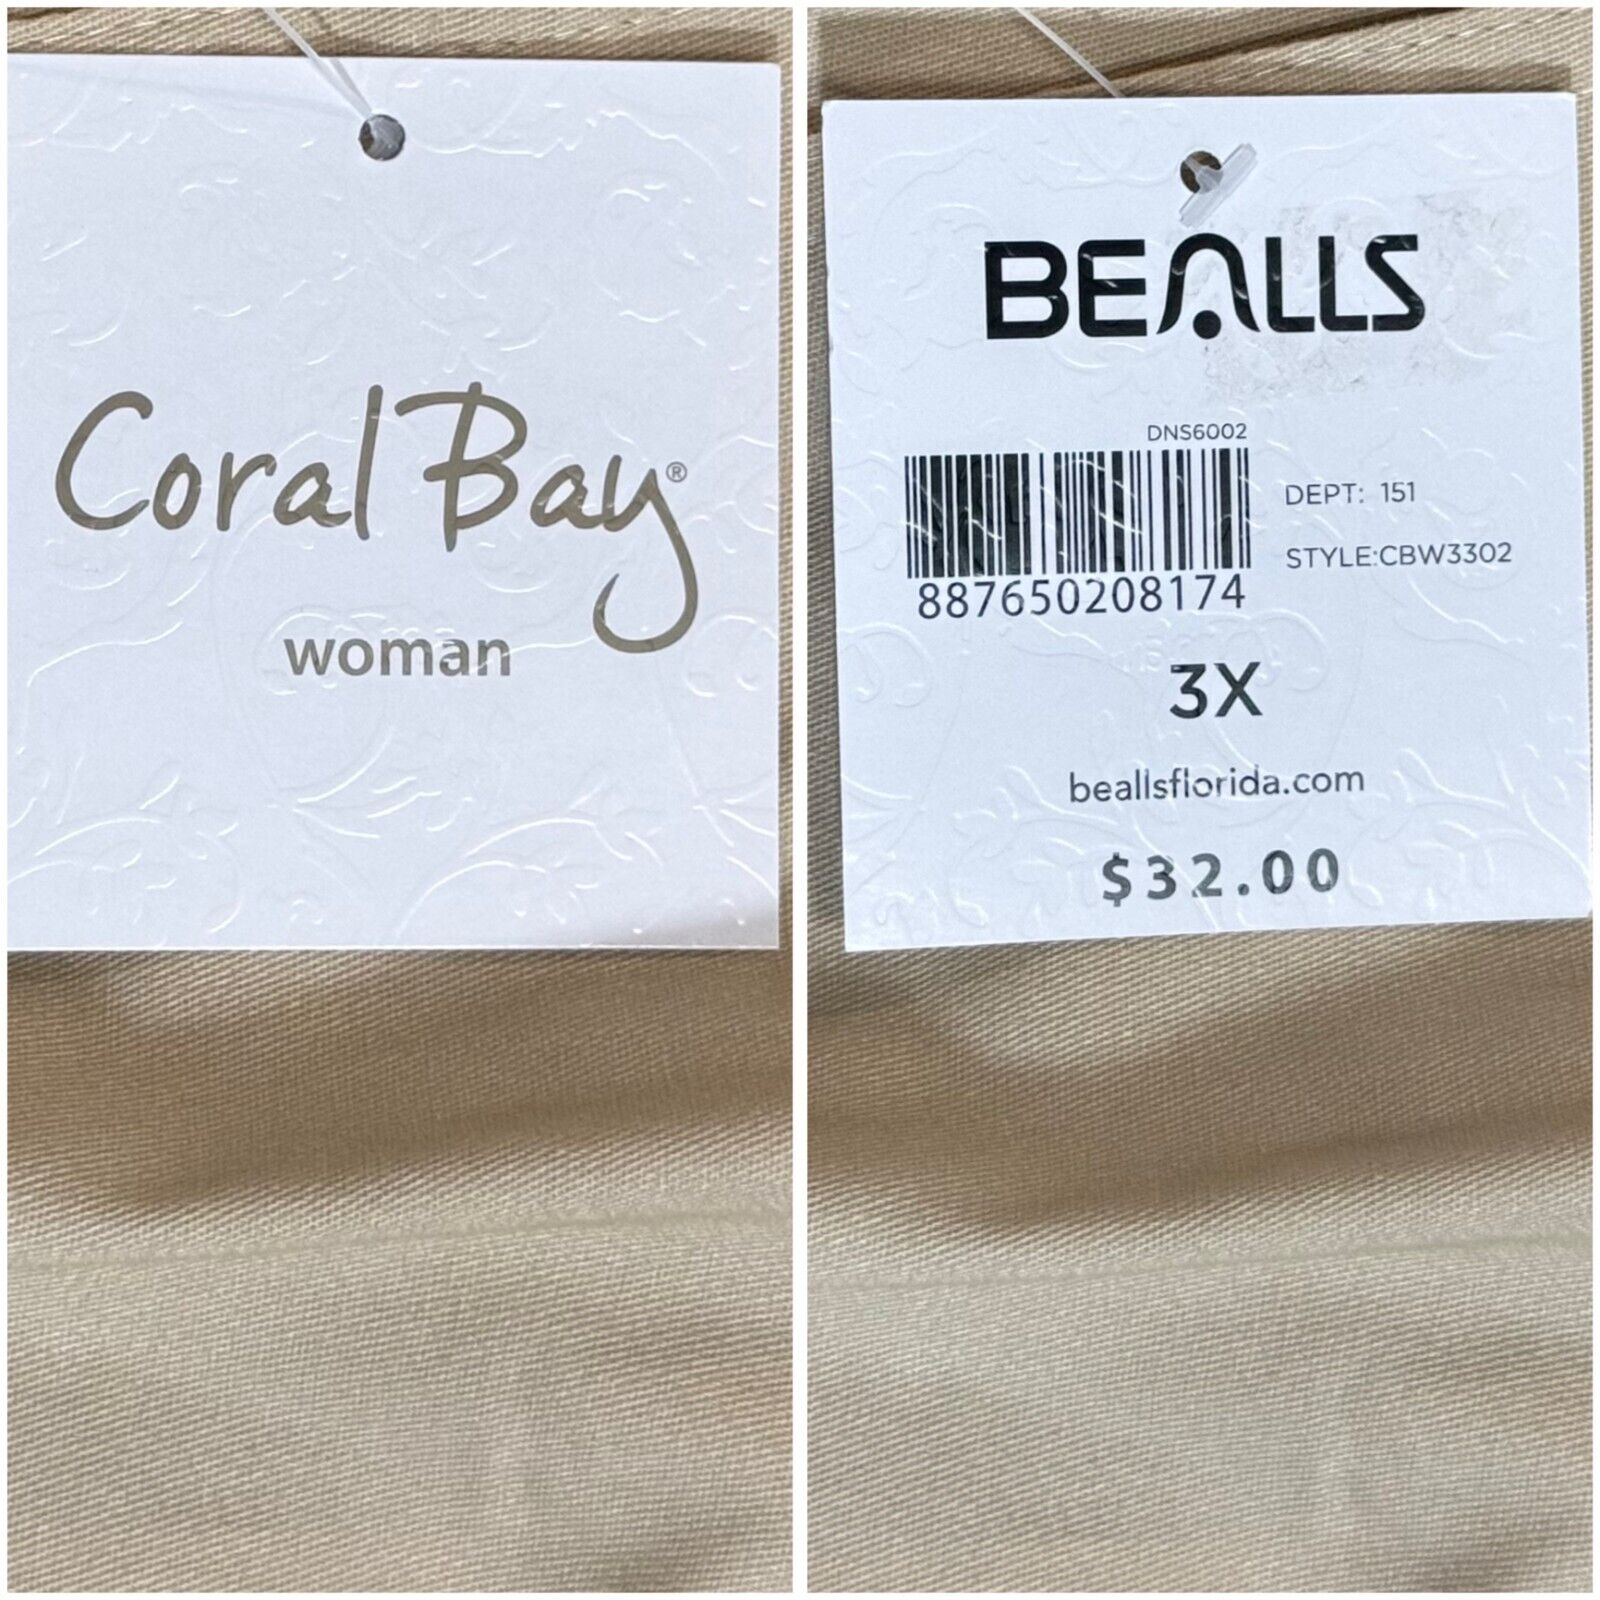 Coral Bay®
woman
BEALLS
DNS6002
887650208174
DEPT: 151
STYLE:CBW3302
3X
beallsflorida.com
$32.00